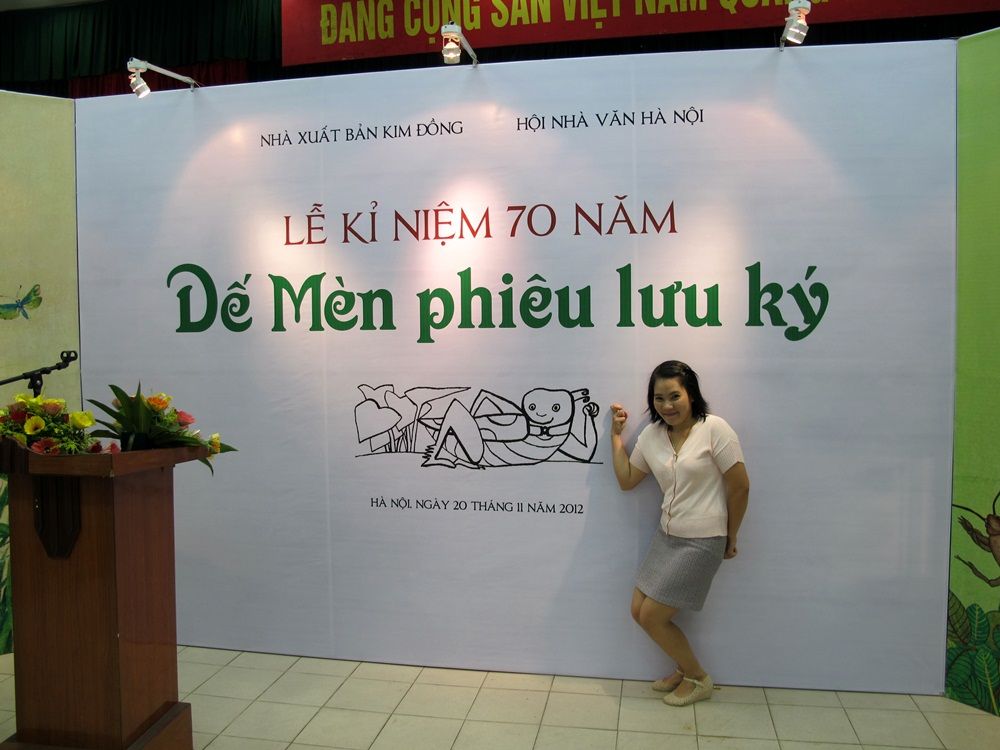 ĐẢNG CỘNG SẢN VIỆT NAM QUANG
NHÀ XUẤT BẢN KIM ĐỒNG HỘI NHÀ VĂN HÀ NỘI
LỄ KỈ NIỆM 70 NĂM
Dế Mèn phiêu lưu ký
HÀ NỘI, NGÀY 20 THÁNG 11 NĂM 2012